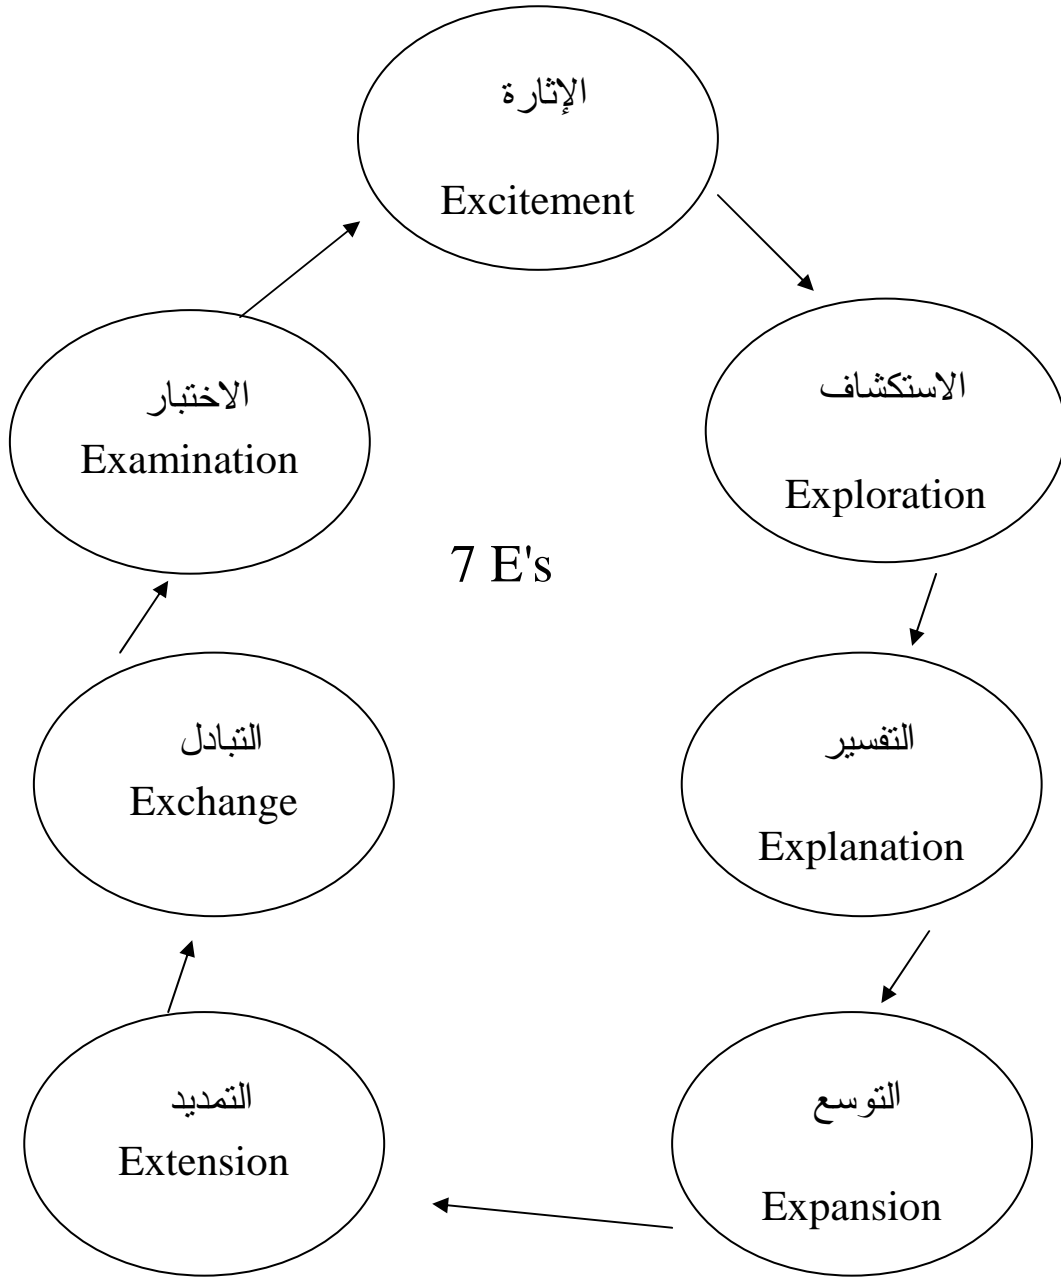 الإثارة
Excitement
الاستكشاف
Exploration
التفسير
Explanation
التوسع
Expansion
التمديد
Extension
التبادل
Exchange
الاختبار
Examination
7 E's